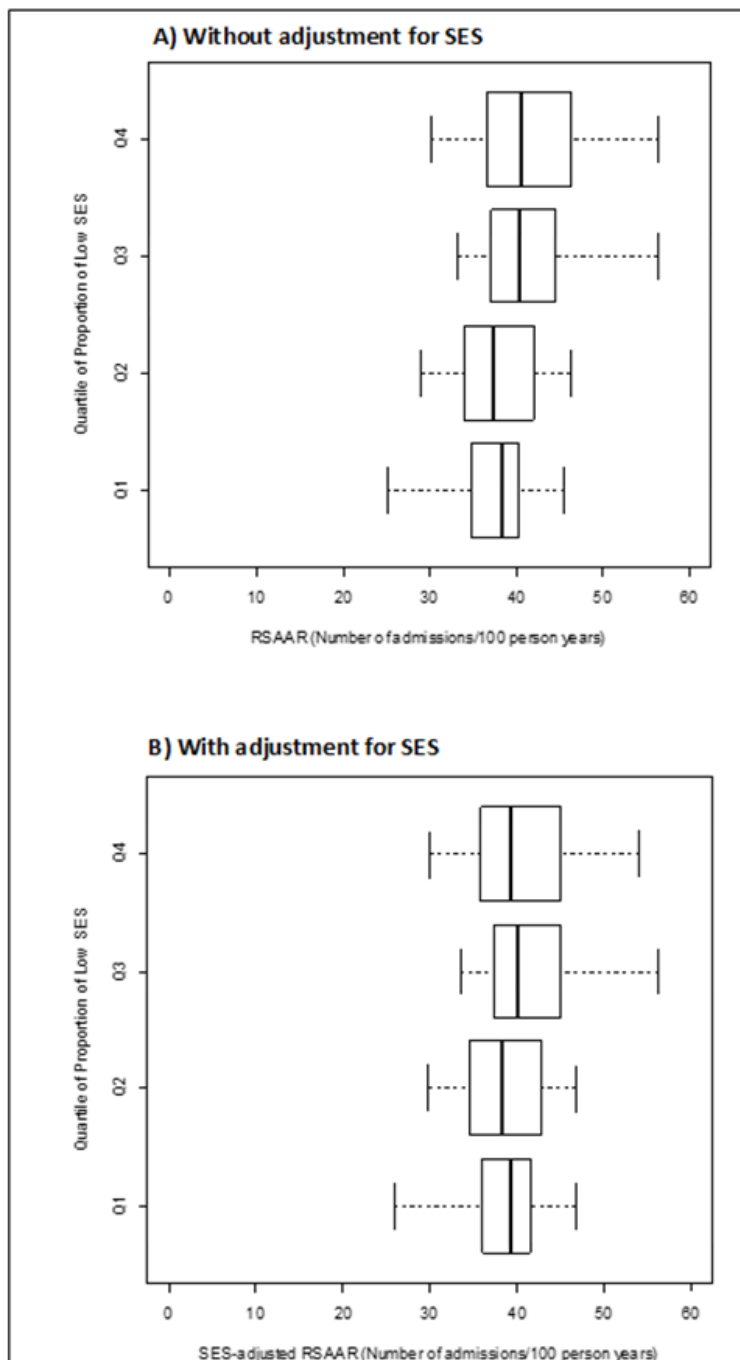 A) Without adjustment for SES
Quartile of Proportion of Low SES
Q4
Q3
Q2
Q1
0 10 20 30 40 50 60
RSAAR (Number of admissions/100 person years)
B) With adjustment for SES
Quartile of Proportion of Low SES
Q4
Q3
Q2
Q1
0 10 20 30 40 50 60
SES-adjusted RSAAR (Number of admissions/100 person years)